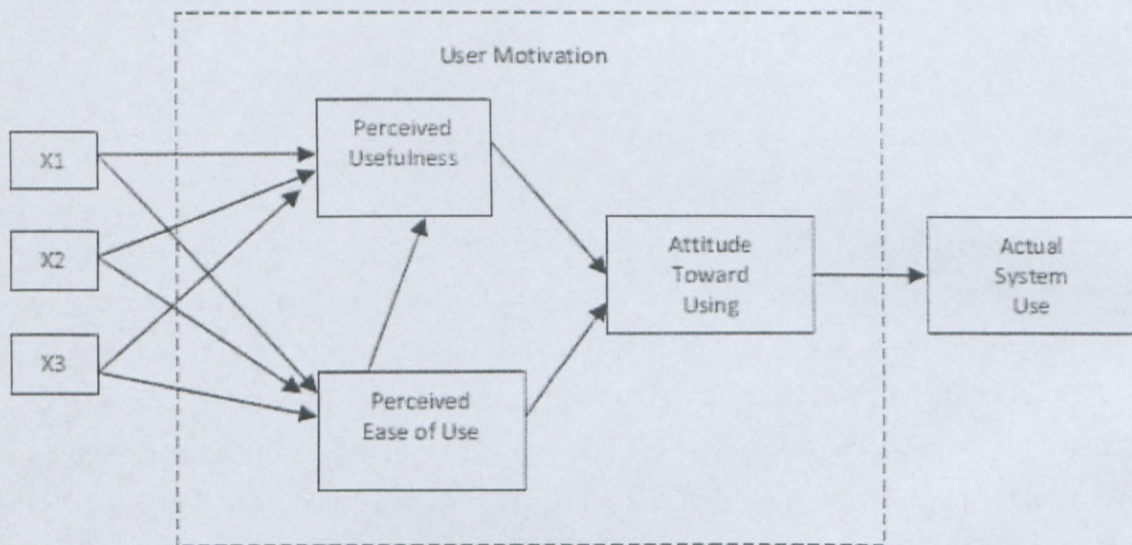 User Motivation
X1
X2
X3
Perceived
Usefulness
Perceived
Ease of Use
Attitude
Toward
Using
Actual
System
Use